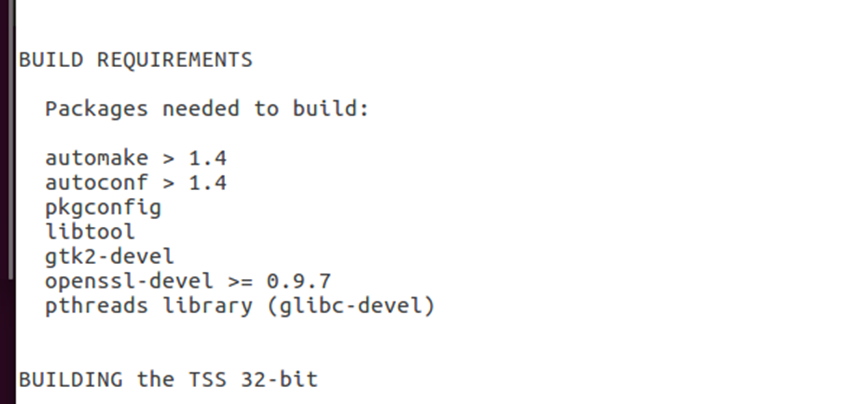 BUILD REQUIREMENTS
Packages needed to build:
automake > 1.4
autoconf > 1.4
pkgconfig
libtool
gtk2-devel
openssl-devel >= 0.9.7
pthreads library (glibc-devel)
BUILDING the TSS 32-bit